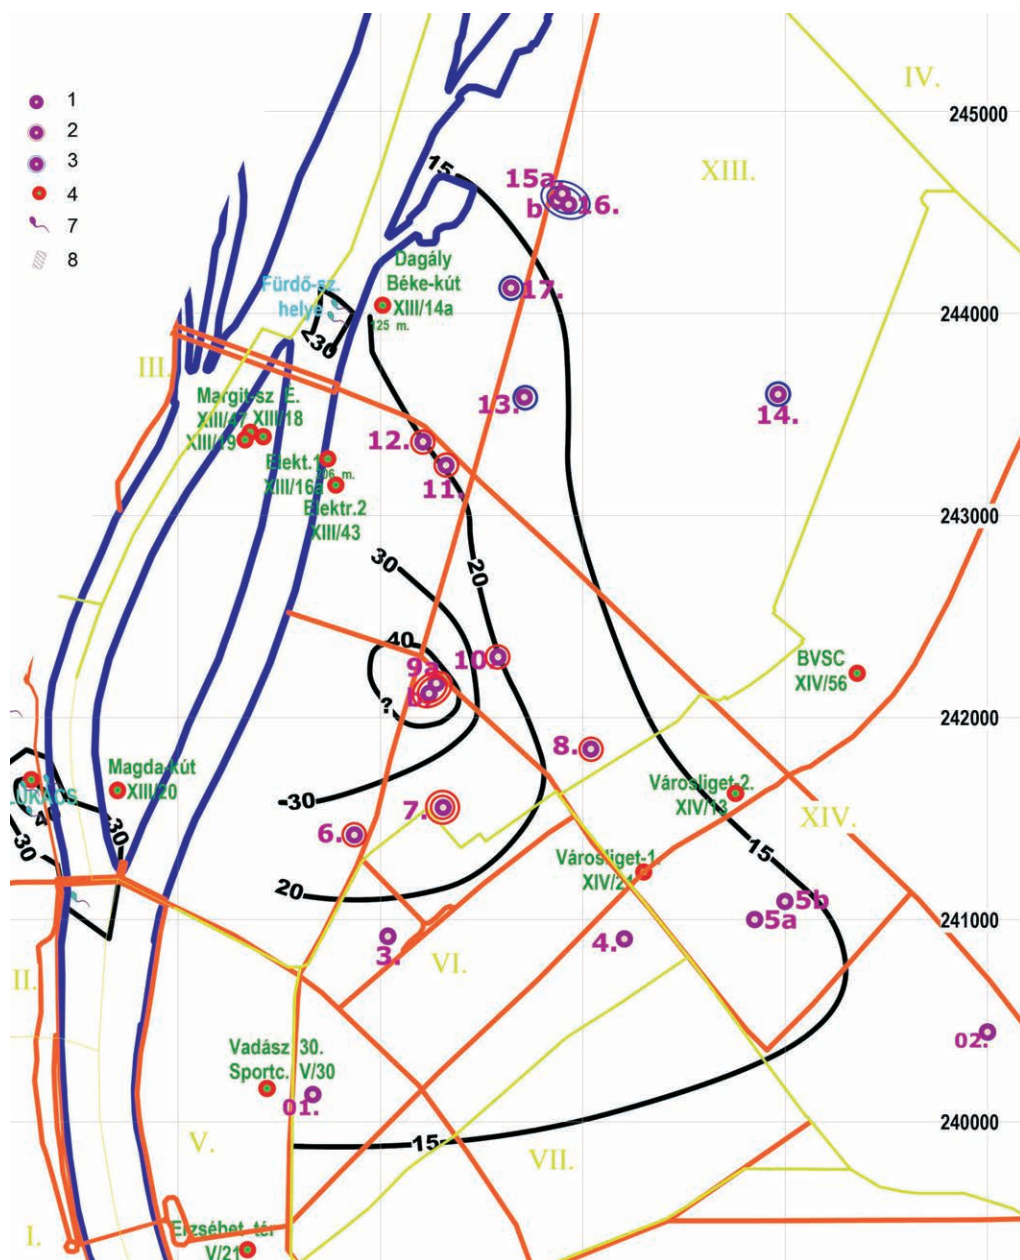 1
2
3
4
7
8
IV.
245000
XIII.
15
15a
b
16.
Dagály
Béke-kút
XIII/14a
125 m.
Fürdő-sz.
helye
<30
17.
244000
III.
Margit-sz E.
XIII/47
XIII/18
XIII/19
13.
14.
12.
11.
Elekt.1
XIII/16a
Elektr.2
XIII/43
243000
30
20
40
9a
b
?
10
BVSC
XIV/56
242000
8.
Magda-kút
XIII/20
Városliget-2.
XIV/13
-30
7.
6.
XIV.
30
30
15
Városliget-1.
XIV/21
20
5b
5a
241000
3.
4.
VI.
II.
Vadász 30.
Sportc. V/30
02.
01.
240000
V.
15
VII.
I.
Erzsébet tér
V/21